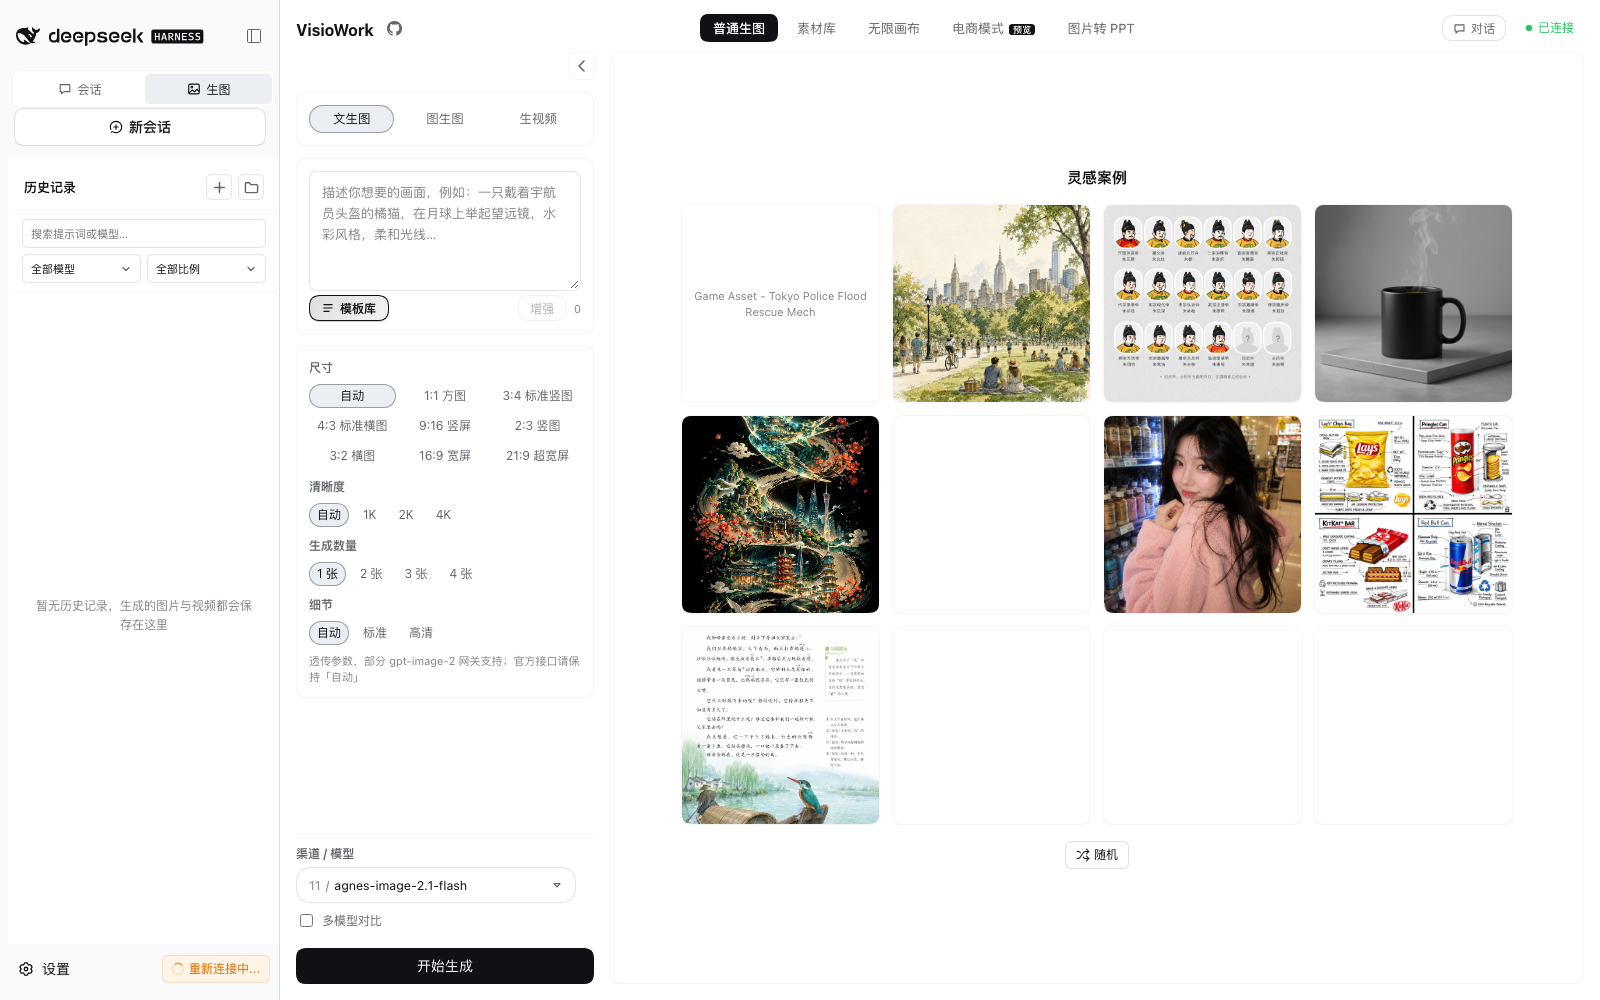 deepseek HARNESS
会话
生图
新会话
历史记录
搜索提示词或模型...
全部模型
全部比例
暂无历史记录，生成的图片与视频都会保
存在这里
设置
重新连接中...
VisioWork
普通生图
素材库
无限画布
电商模式 预览
图片转 PPT
对话
已连接
文生图
图生图
生视频
描述你想要的画面，例如：一只戴着宇航
员头盔的橘猫，在月球上举起望远镜，水
彩风格，柔和光线...
模板库
增强
0
尺寸
自动
1:1 方图
3:4 标准竖图
4:3 标准横图
9:16 竖屏
2:3 竖图
3:2 横图
16:9 宽屏
21:9 超宽屏
清晰度
自动
1K
2K
4K
生成数量
1 张
2 张
3 张
4 张
细节
自动
标准
高清
透传参数，部分 gpt-image-2 网关支持；官方接口请保
持「自动」
渠道 / 模型
11 / agnes-image-2.1-flash
多模型对比
开始生成
灵感案例
Game Asset - Tokyo Police Flood
Rescue Mech
Lay's Chips Bag
Lay's
Pringles Can
Pringles
KitKat BAR
KitKat
Red Bull Can
随机